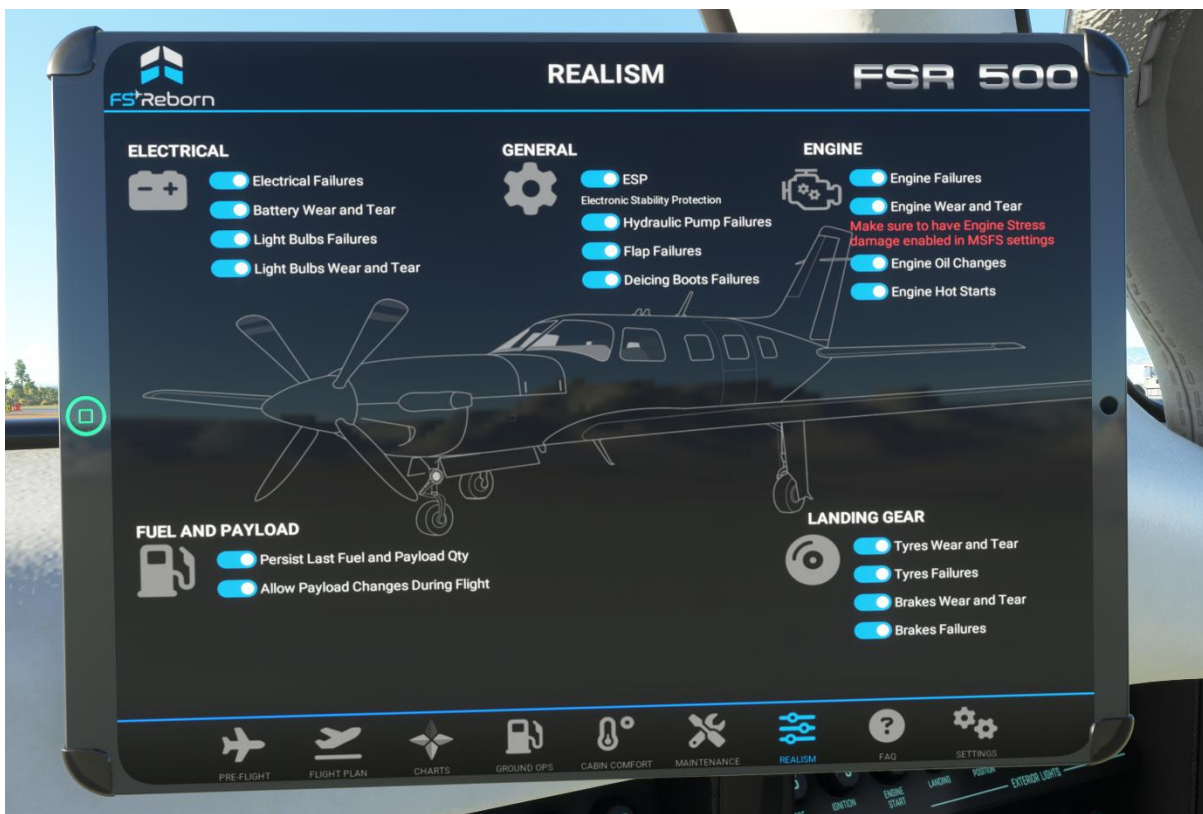 FS Reborn
REALISM
FSR 500
ELECTRICAL
Electrical Failures
Battery Wear and Tear
Light Bulbs Failures
Light Bulbs Wear and Tear
GENERAL
ESP
Electronic Stability Protection
Hydraulic Pump Failures
Flap Failures
Deicing Boots Failures
ENGINE
Engine Failures
Engine Wear and Tear
Make sure to have Engine Stress
damage enabled in MSFS settings
Engine Oil Changes
Engine Hot Starts
FUEL AND PAYLOAD
Persist Last Fuel and Payload Qty
Allow Payload Changes During Flight
LANDING GEAR
Tyres Wear and Tear
Tyres Failures
Brakes Wear and Tear
Brakes Failures
PRE-FLIGHT
FLIGHT PLAN
CHARTS
GROUND OPS
CABIN COMFORT
MAINTENANCE
REALISM
FAQ
SETTINGS
IGNITION
ENGINE
START
LANDING
POSITION
EXTERIOR LIGHTS